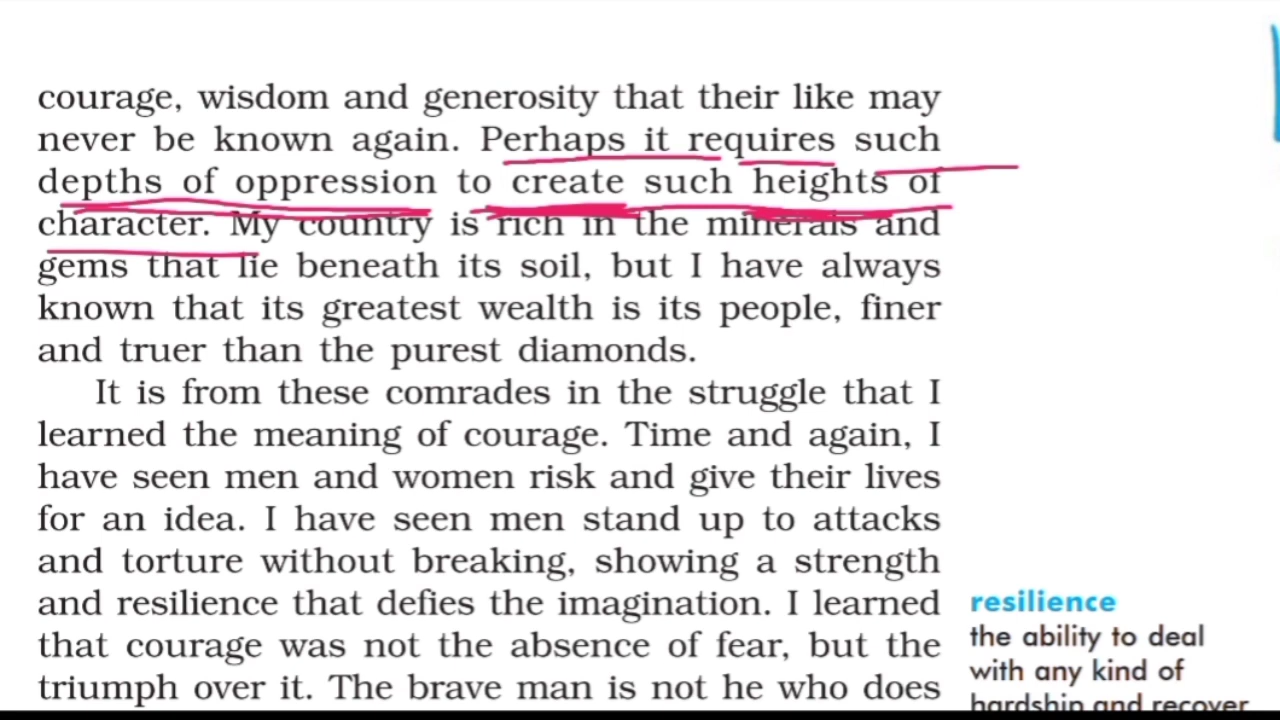 courage, wisdom and generosity that their like may
never be known again. Perhaps it requires such
depths of oppression to create such heights of
character. My country is rich in the minerals and
gems that lie beneath its soil, but I have always
known that its greatest wealth is its people, finer
and truer than the purest diamonds.
It is from these comrades in the struggle that I
learned the meaning of courage. Time and again, I
have seen men and women risk and give their lives
for an idea. I have seen men stand up to attacks
and torture without breaking, showing a strength
and resilience that defies the imagination. I learned
that courage was not the absence of fear, but the
triumph over it. The brave man is not he who does
resilience
the ability to deal
with any kind of
hardship and recover